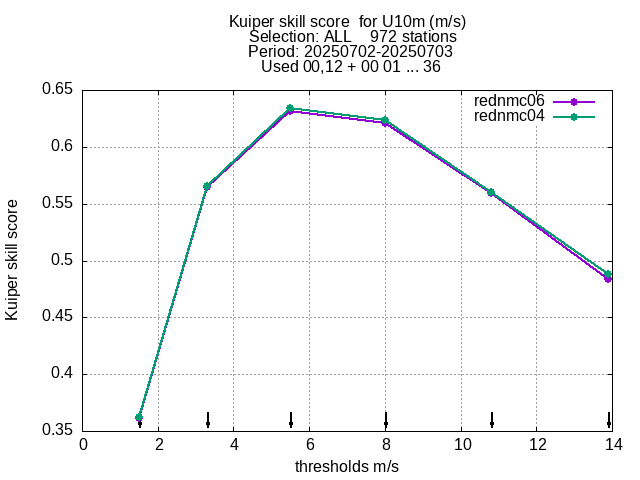 Kuiper skill score  for U10m (m/s)
Selection: ALL    972 stations
Period: 20250702-20250703
Used 00,12 + 00 01 ... 36
rednmc06
rednmc04
0.65
0.6
0.55
0.5
0.45
0.4
0.35
Kuiper skill score
0 2 4 6 8 10 12 14
thresholds m/s